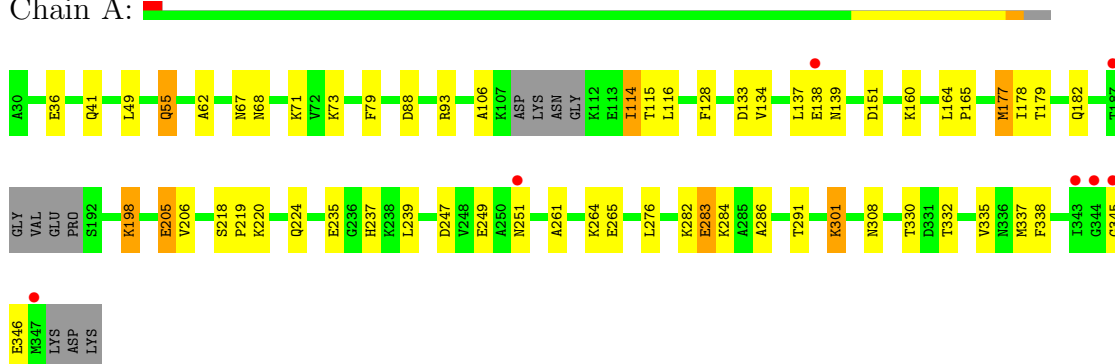 Chain A:
A30 E36 Q41 L49 Q55 A62 N67 N68 K71 V72 K73 F79 D88 R93 A106 K107 ASP LYS ASN GLY K112 E113 I114 T115 L116 F128 D133 V134 L137 E138 N139 D151 K160 L164 P165 M177 I178 T179 Q182 T187
GLY VAL GLU PRO S192 K198 E205 V206 S218 P219 K220 Q224 E235 G236 H237 K238 L239 D247 V248 E249 A250 N251 A261 K264 E265 L276 K282 E283 K284 A285 A286 T291 K301 N308 T330 D331 T332 V335 N336 M337 F338 I343 G344
E346 M347 LYS ASP LYS